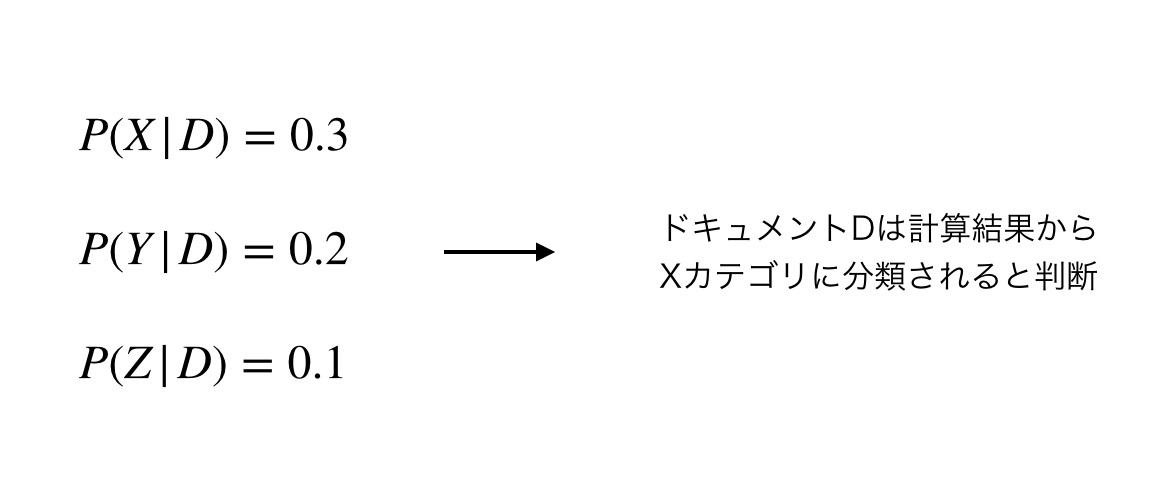 P(X|D) = 0.3
P(Y|D) = 0.2
P(Z|D) = 0.1
ドキュメントDは計算結果から
Xカテゴリに分類されると判断